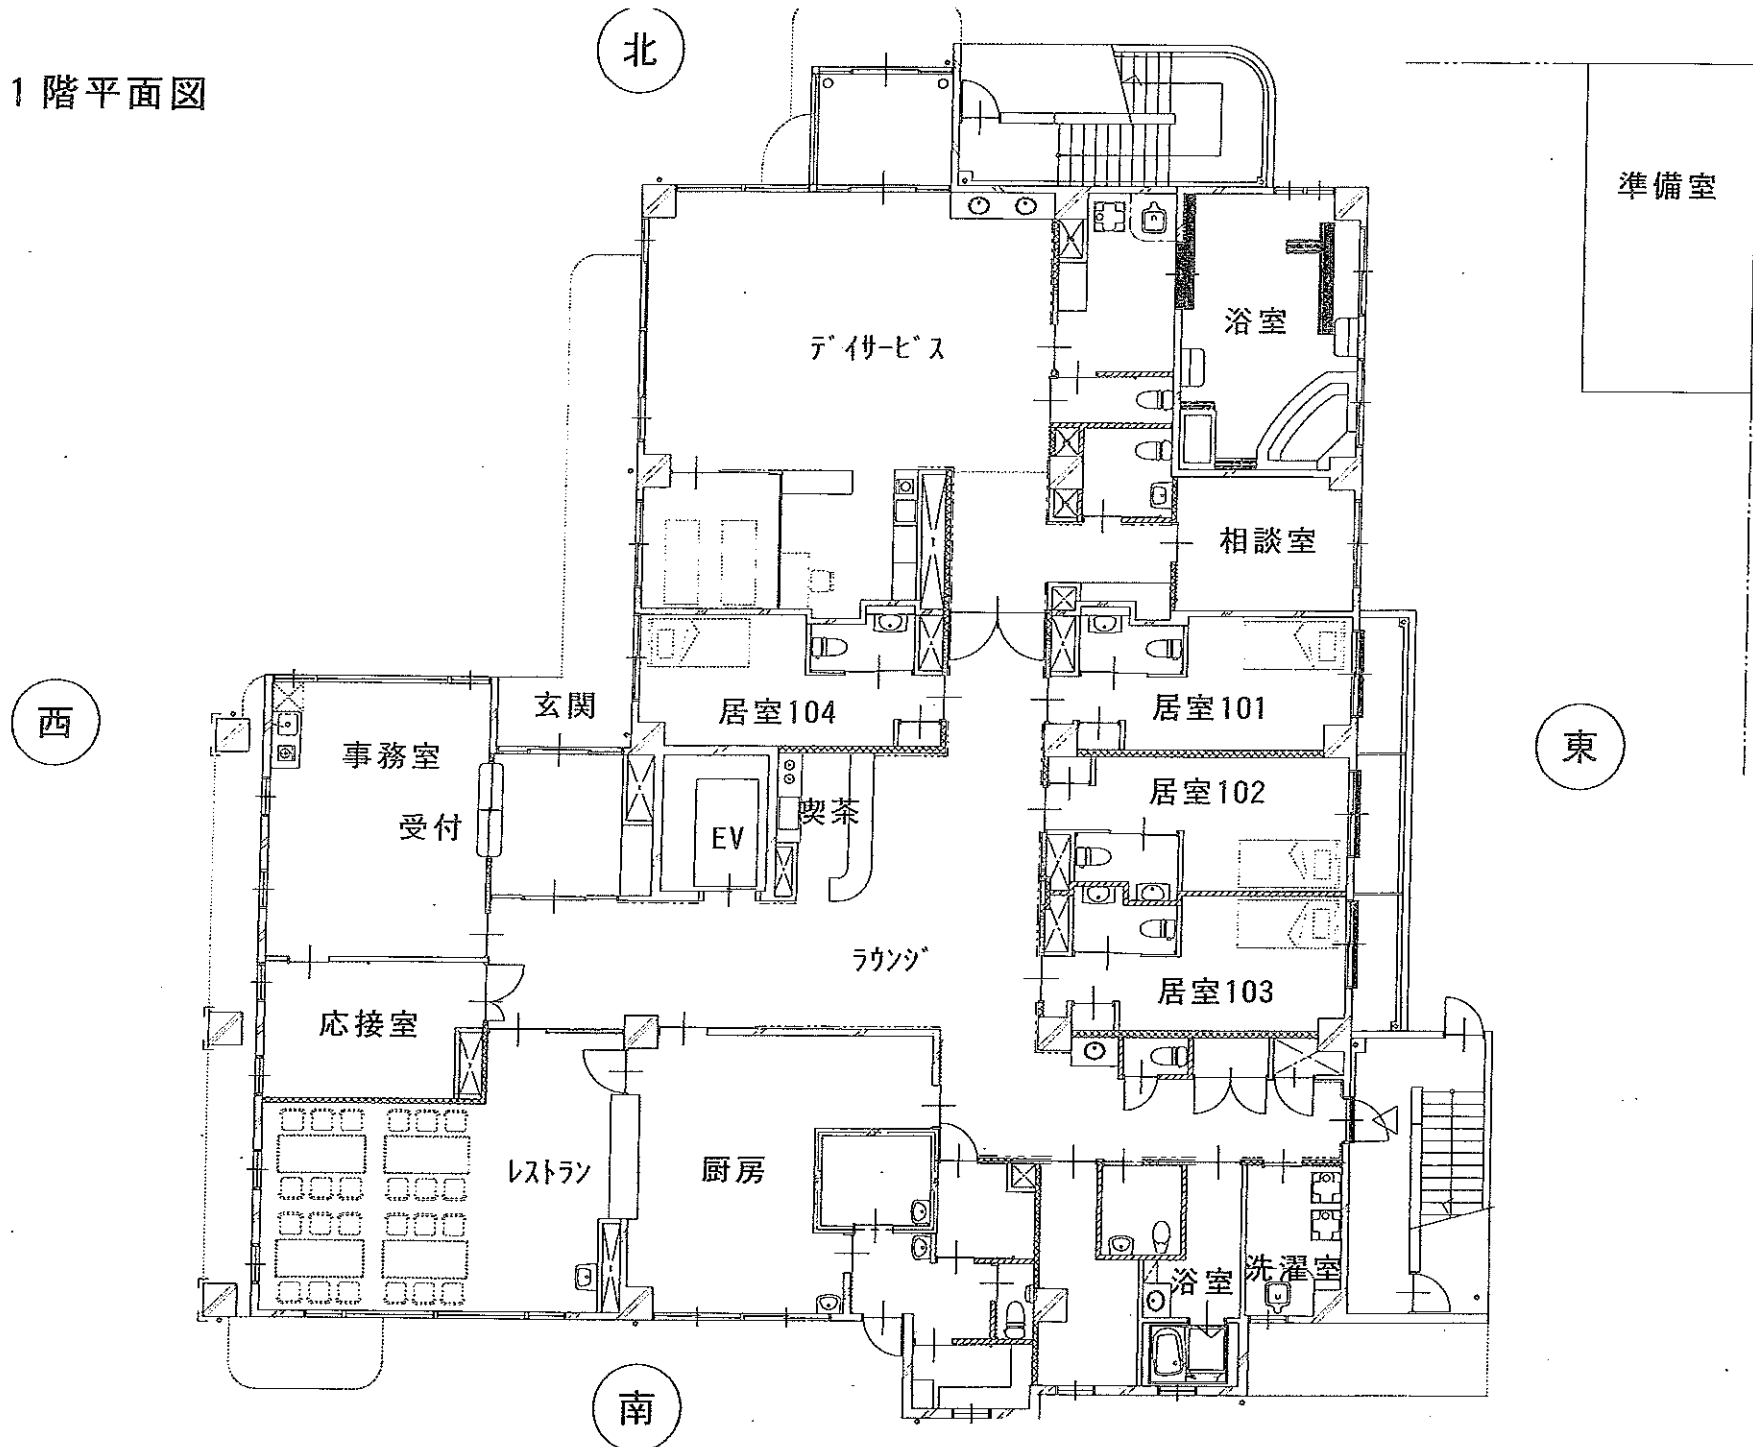 北
1階平面図
準備室
浴室
デイサービス
相談室
玄関
居室104
居室101
西
東
事務室
居室102
喫茶
受付
EV
ラウンジ
居室103
応接室
レストラン
厨房
浴室
洗濯室
南